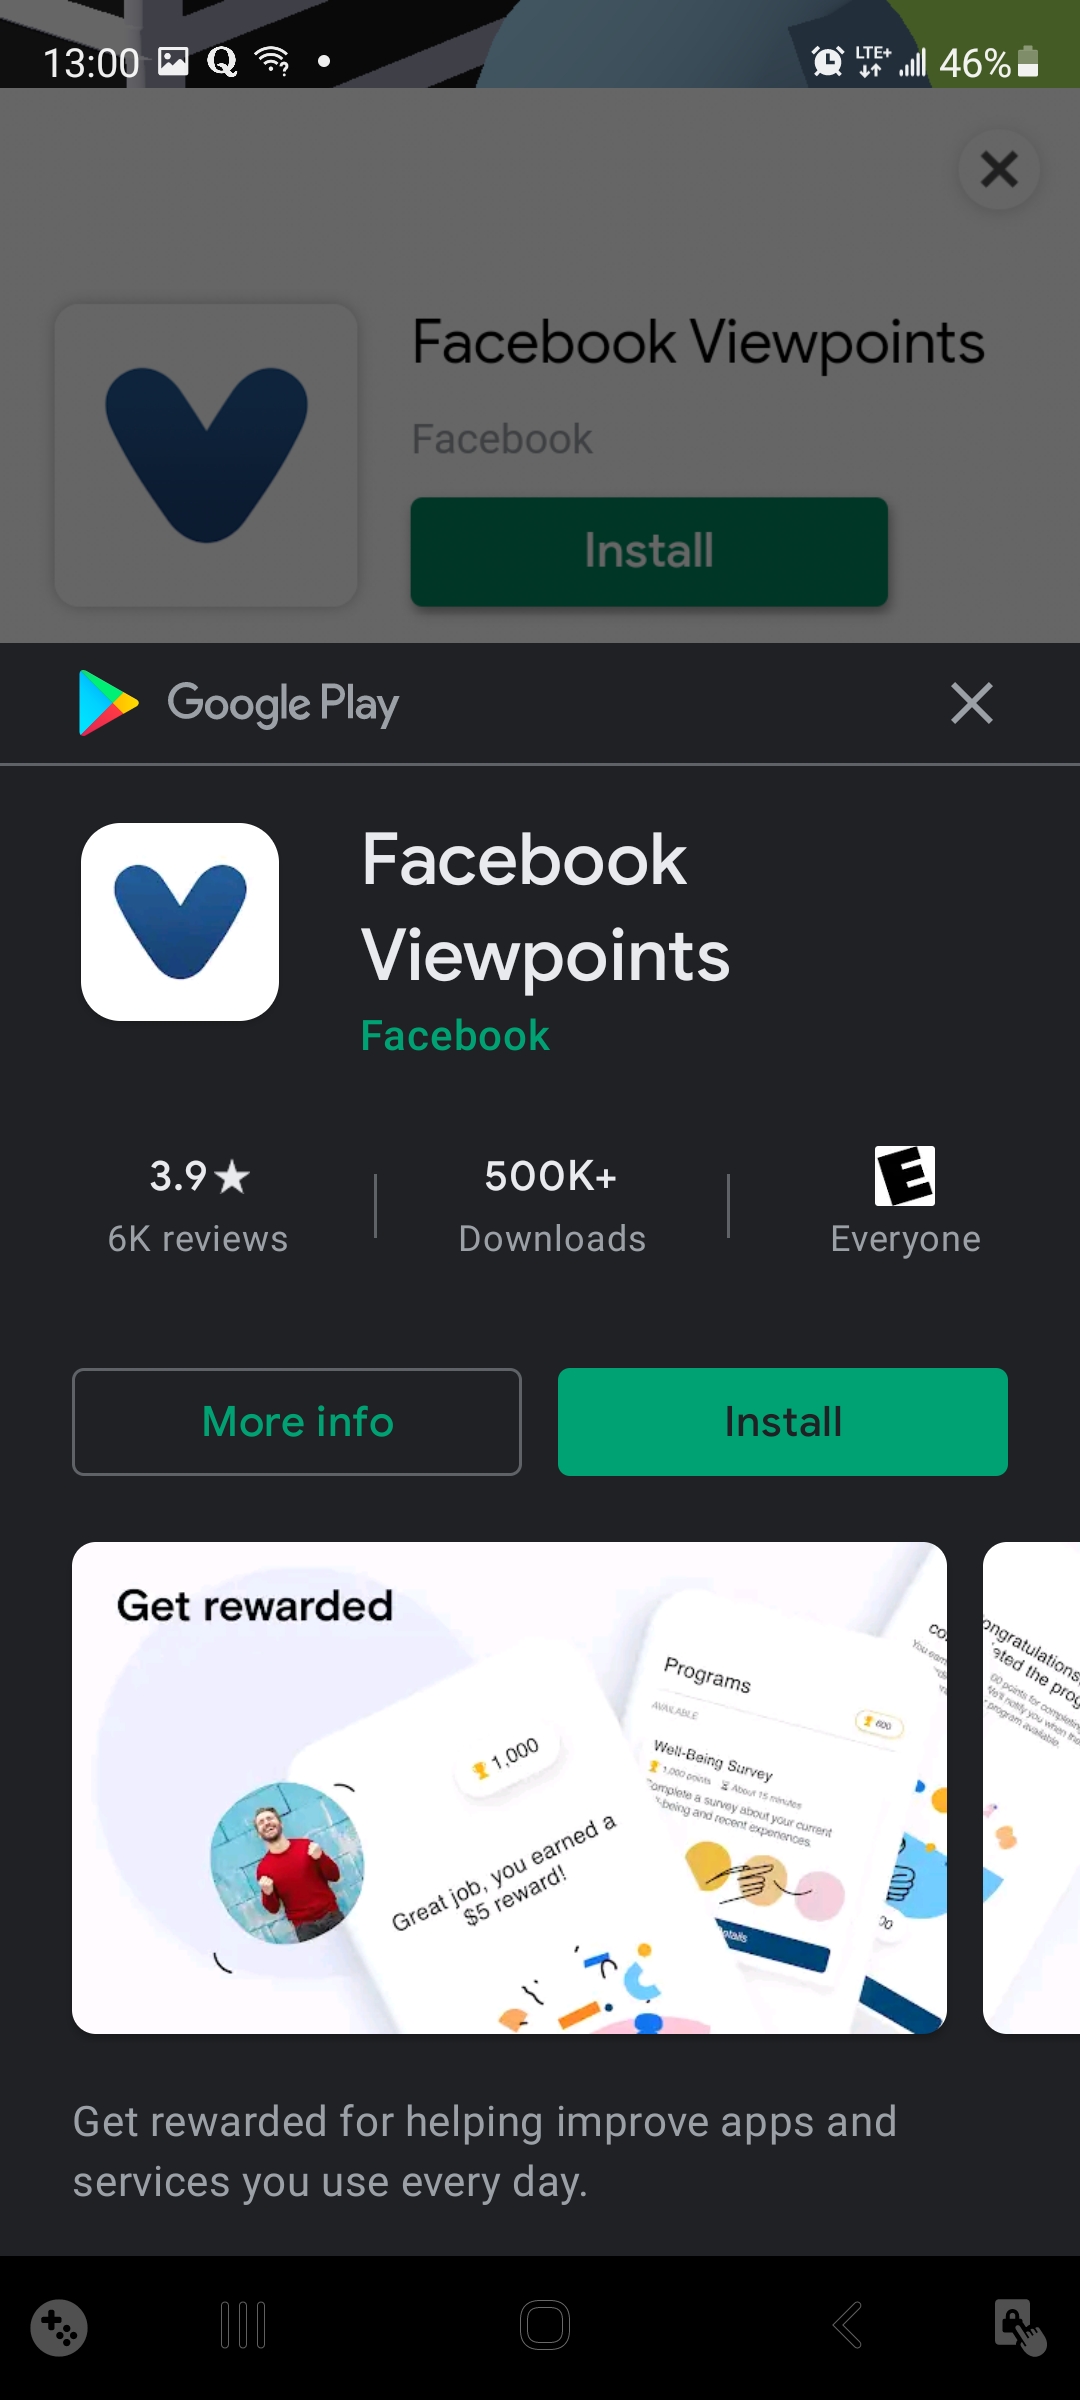 13:00
LTE+
46%
Facebook Viewpoints
Facebook
Install
Google Play
Facebook
Viewpoints
Facebook
3.9★
500K+
E
6K reviews
Downloads
Everyone
More info
Install
Get rewarded
1,000
Great job, you earned a
$5 reward!
Programs
AVAILABLE
600
Well-Being Survey
1,000 points
About 15 minutes
Complete a survey about your current
being and recent experiences.
Get rewarded for helping improve apps and
services you use every day.